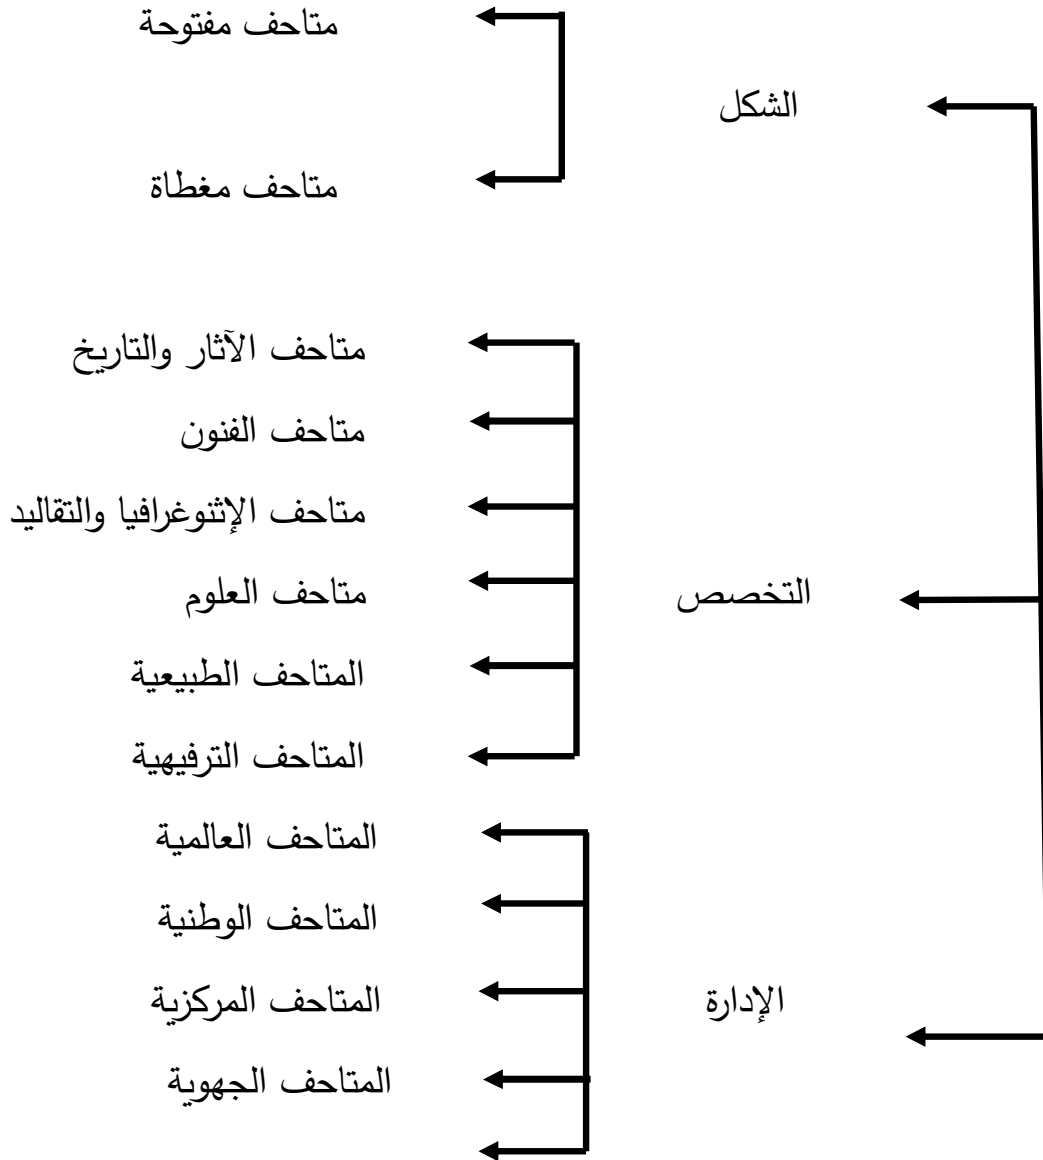 متاحف مفتوحة
الشكل
متاحف مغطاة
متاحف الآثار والتاريخ
متاحف الفنون
متاحف الإثنوغرافيا والتقاليد
متاحف العلوم
التخصص
المتاحف الطبيعية
المتاحف الترفيهية
المتاحف العالمية
المتاحف الوطنية
المتاحف المركزية
الإدارة
المتاحف الجهوية